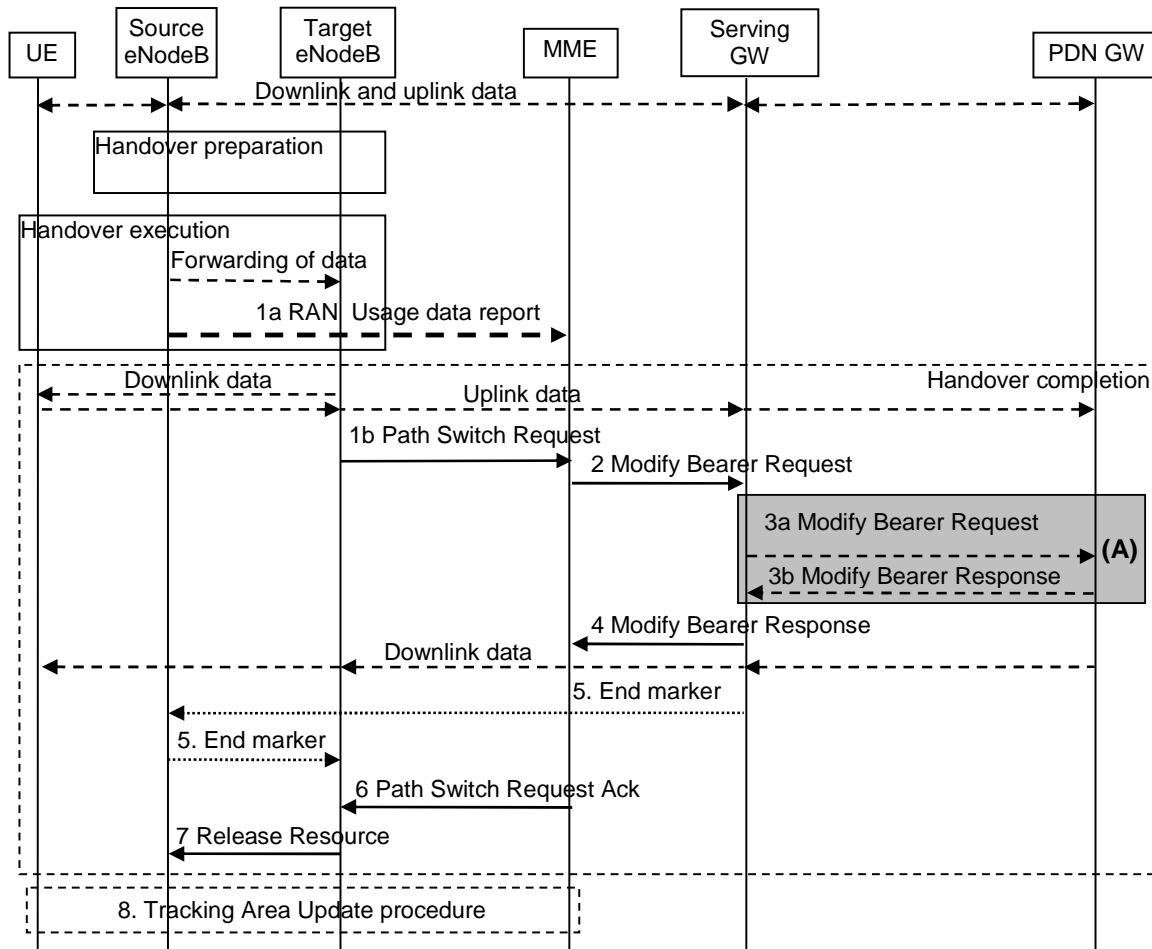 UE
Source
eNodeB
Target
eNodeB
MME
Serving
GW
PDN GW
Downlink and uplink data
Handover preparation
Handover execution
Forwarding of data
1a RAN Usage data report
Downlink data
Handover completion
Uplink data
1b Path Switch Request
2 Modify Bearer Request
3a Modify Bearer Request
(A)
3b Modify Bearer Response
4 Modify Bearer Response
Downlink data
5. End marker
5. End marker
6 Path Switch Request Ack
7 Release Resource
8. Tracking Area Update procedure